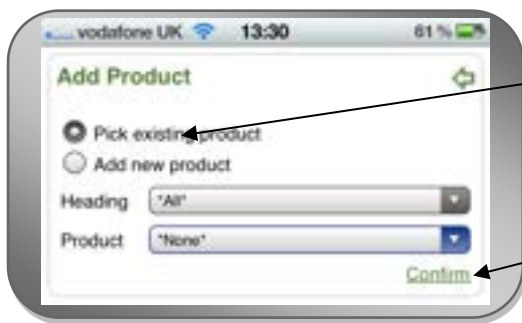 vodafone UK 13:30 81%
Add Product
Pick existing product
Add new product
Heading *All*
Product *None*
Confirm